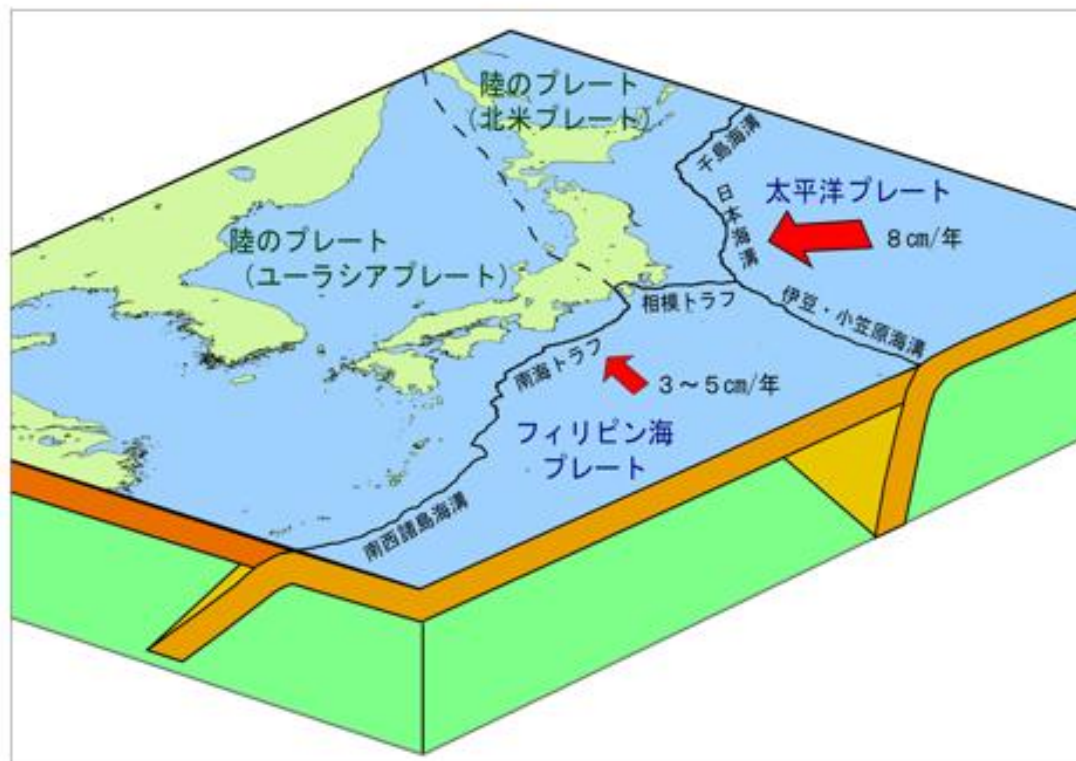 陸のプレート
(北米プレート)
千島海溝
太平洋プレート
日本海溝
8㎝/年
陸のプレート
(ユーラシアプレート)
相模トラフ
伊豆・小笠原海溝
南海トラフ
3～5㎝/年
フィリピン海
プレート
南西諸島海溝